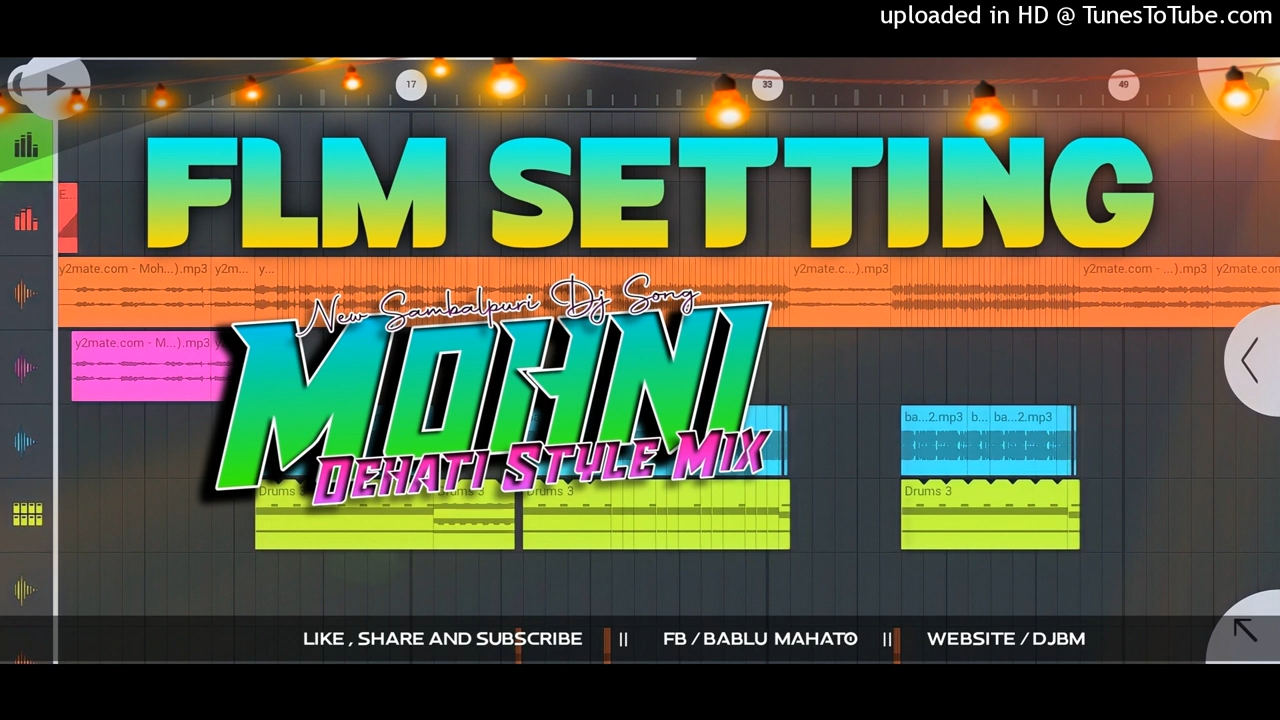 uploaded in HD @ TunesToTube.com
17 33 49
FLM SETTING
E...
y2mate.com - Moh...).mp3 y2m... y... y2mate.c...).mp3 y2mate.com - ...).mp3 y2mate.com
New Sambalpuri Dj Song
y2mate.com - M...).mp3
MOHNI
ba...2.mp3 b... ba...2.mp3
DEHATI STYLE MIX
Drums 3 Drums 3 Drums 3 Drums 3
LIKE , SHARE AND SUBSCRIBE || FB / BABLU MAHATO || WEBSITE / DJBM